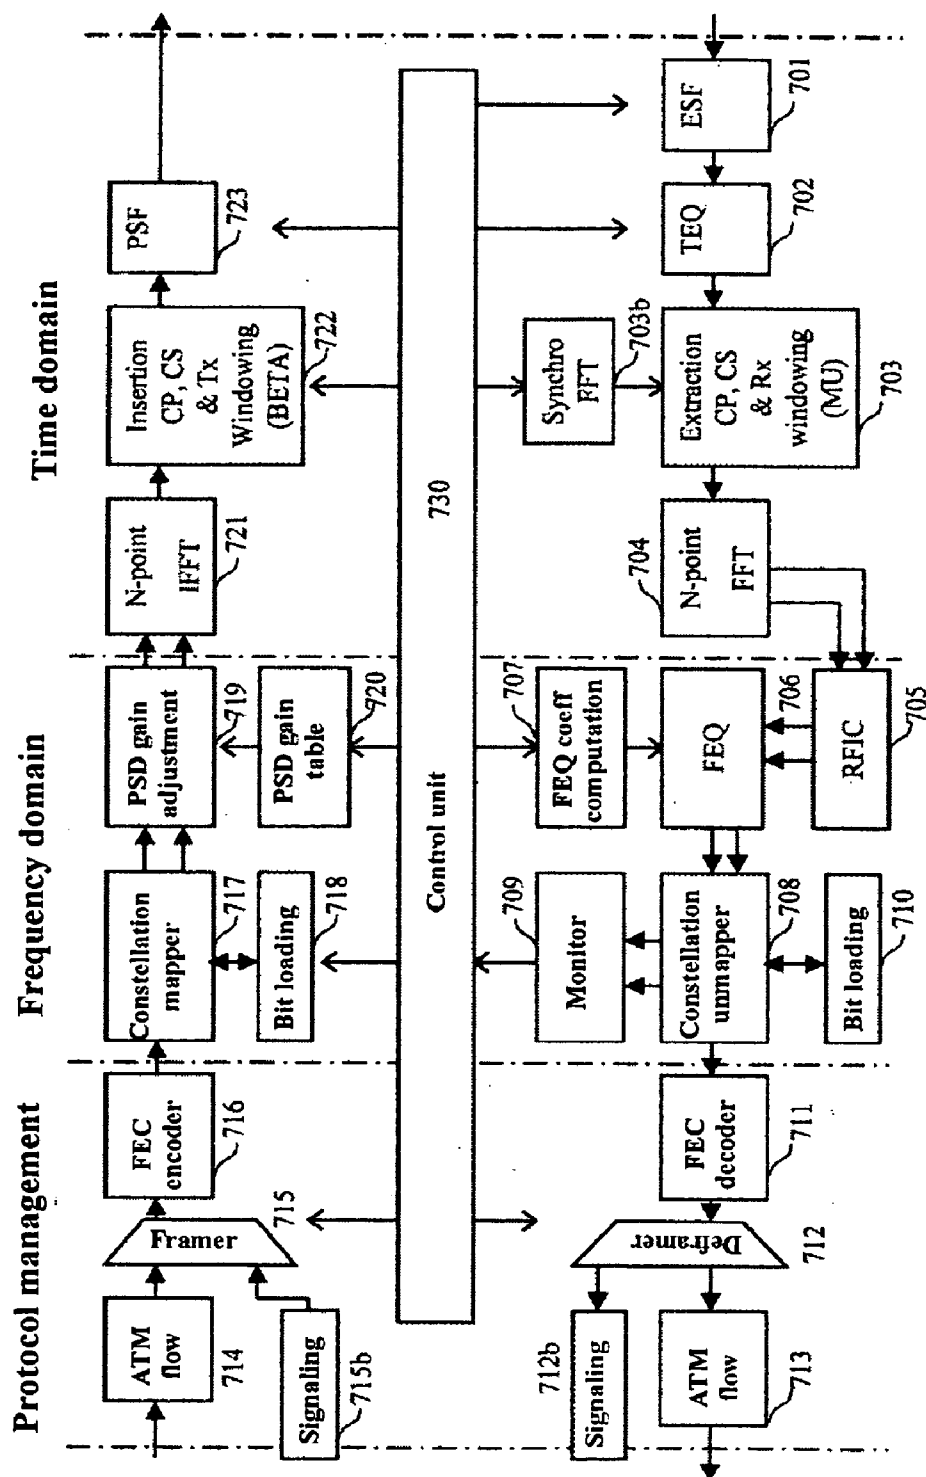 Protocol management
Frequency domain
Time domain
ATM
flow
714
Signaling
715b
Framer
715
FEC
encoder
716
Constellation
mapper
717
Bit loading
718
PSD gain
adjustment
719
PSD gain
table
720
N-point
IFFT
721
Insertion
CP, CS
& Tx
Windowing
(BETA)
722
PSF
723
Control unit
730
Signaling
712b
ATM
flow
713
Deframer
712
FEC
decoder
711
Monitor
709
Constellation
unmapper
708
Bit loading
710
FEQ coeff
computation
707
FEQ
706
RFIC
705
N-point
FFT
704
Synchro
FFT
703b
Extraction
CP, CS
& Rx
windowing
(MU)
703
TEQ
702
ESF
701